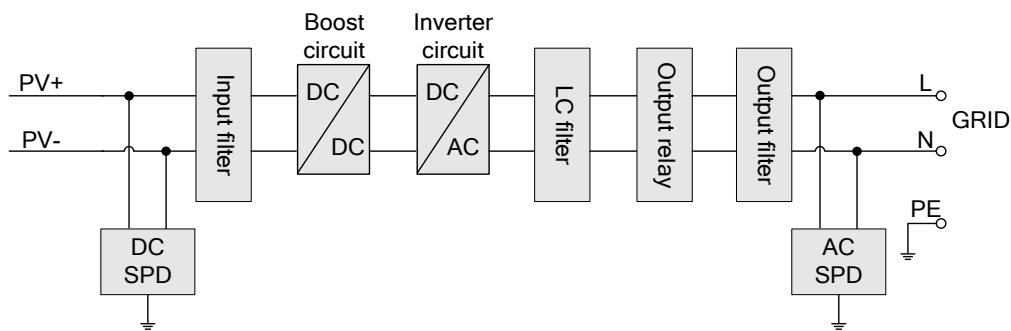 Boost
circuit
Inverter
circuit
PV+
PV-
Input filter
DC
DC
DC
AC
LC filter
Output relay
Output filter
L
N
GRID
PE
DC
SPD
AC
SPD